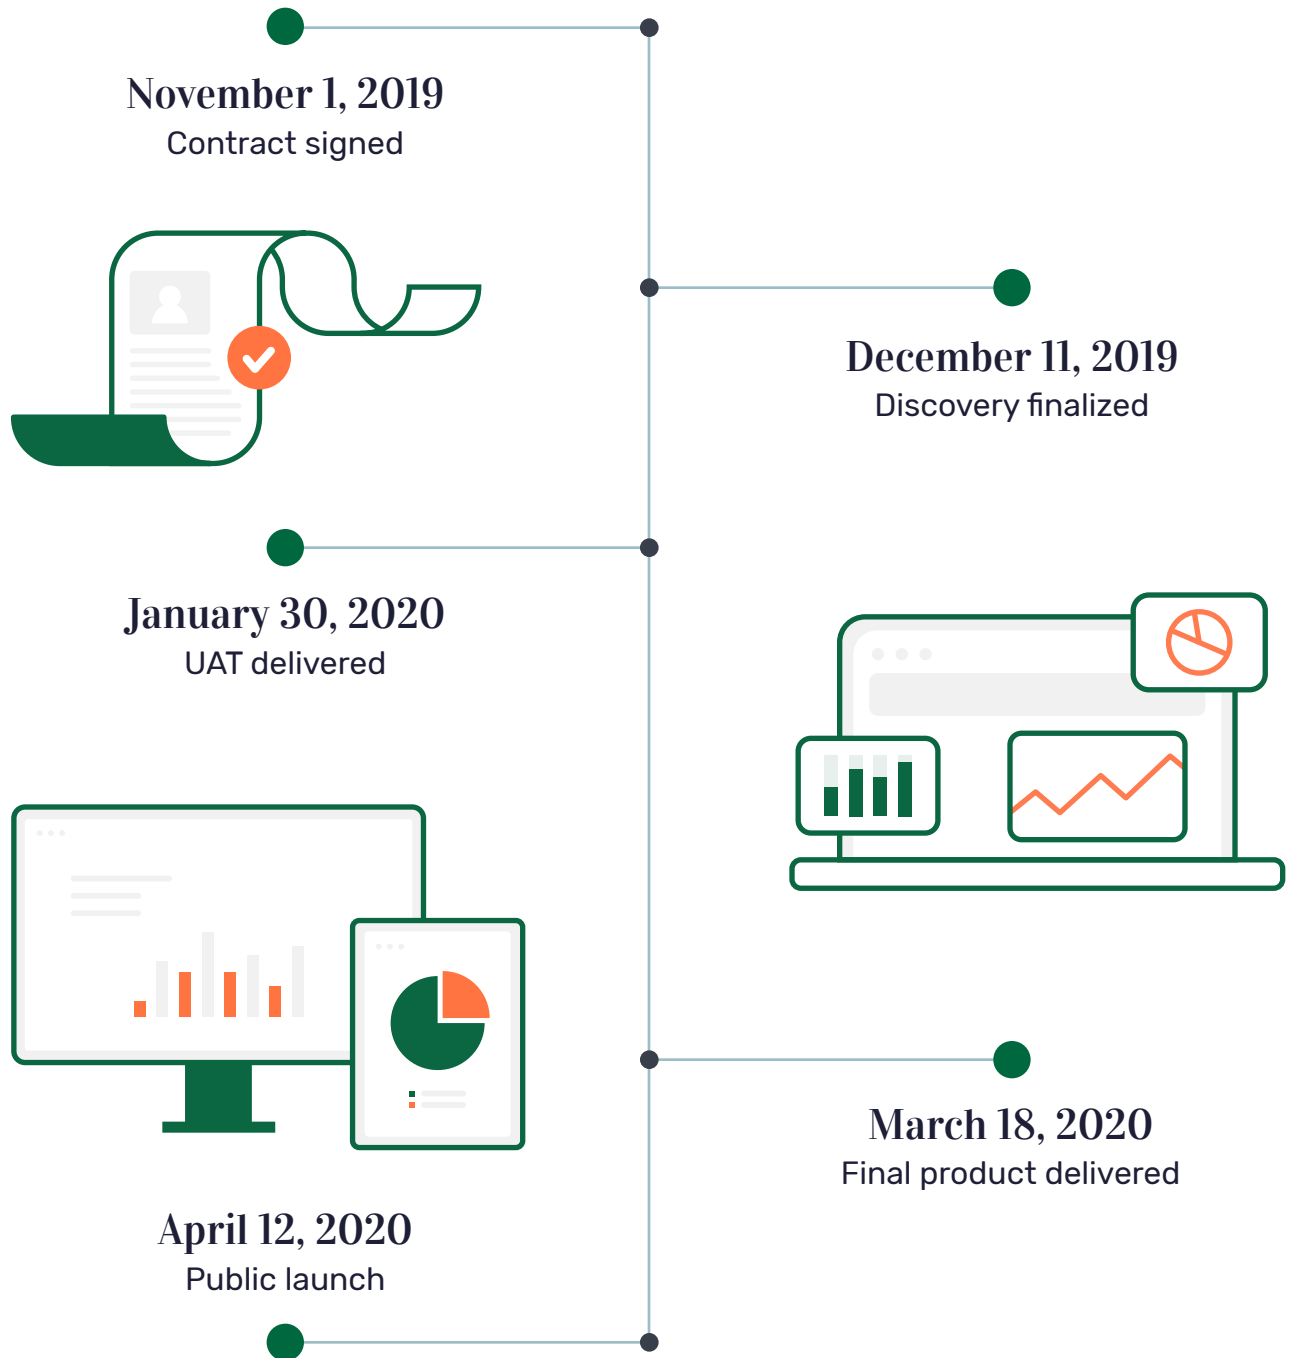 November 1, 2019
Contract signed
December 11, 2019
Discovery finalized
January 30, 2020
UAT delivered
March 18, 2020
Final product delivered
April 12, 2020
Public launch